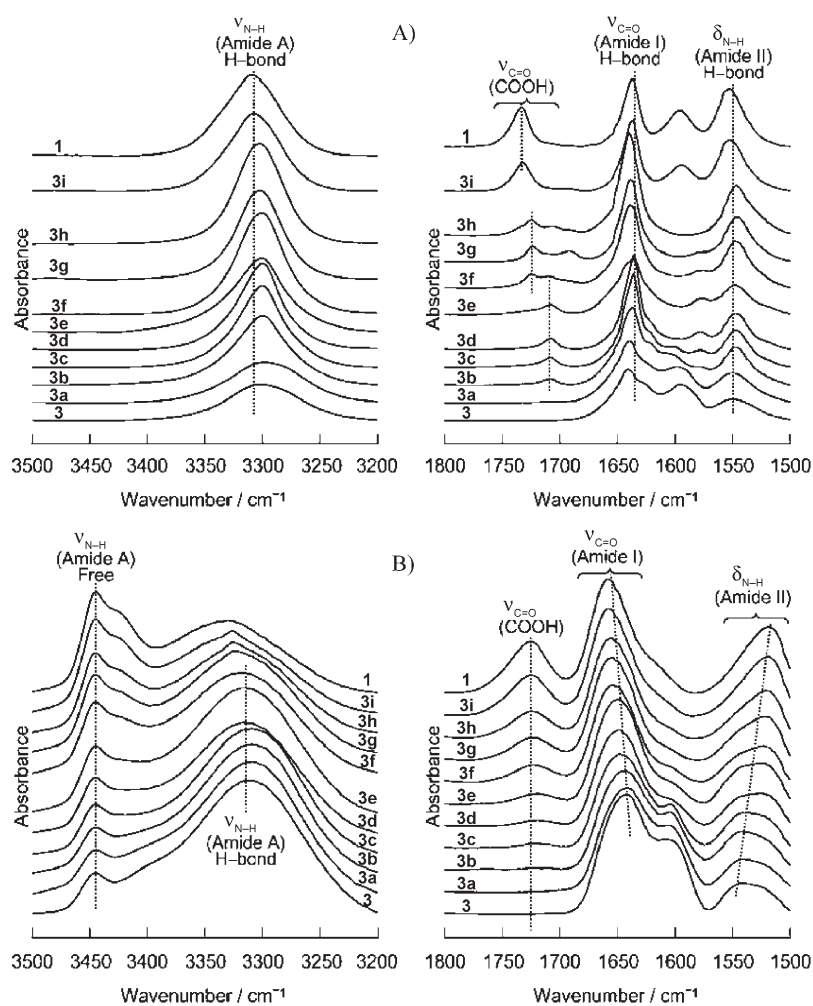 A)
ν N–H
(Amide A)
H–bond
1
3i
3h
3g
3f
3e
3d
3c
3b
3a
3
Absorbance
3500 3450 3400 3350 3300 3250 3200
Wavenumber / cm⁻¹
ν C=O
(COOH)
ν C=O
(Amide I)
H–bond
δ N–H
(Amide II)
H–bond
1
3i
3h
3g
3f
3e
3d
3c
3b
3a
3
Absorbance
1800 1750 1700 1650 1600 1550 1500
Wavenumber / cm⁻¹
B)
ν N–H
(Amide A)
Free
ν N–H
(Amide A)
H–bond
1
3i
3h
3g
3f
3e
3d
3c
3b
3a
3
Absorbance
3500 3450 3400 3350 3300 3250 3200
Wavenumber / cm⁻¹
ν C=O
(COOH)
ν C=O
(Amide I)
δ N–H
(Amide II)
1
3i
3h
3g
3f
3e
3d
3c
3b
3a
3
Absorbance
1800 1750 1700 1650 1600 1550 1500
Wavenumber / cm⁻¹